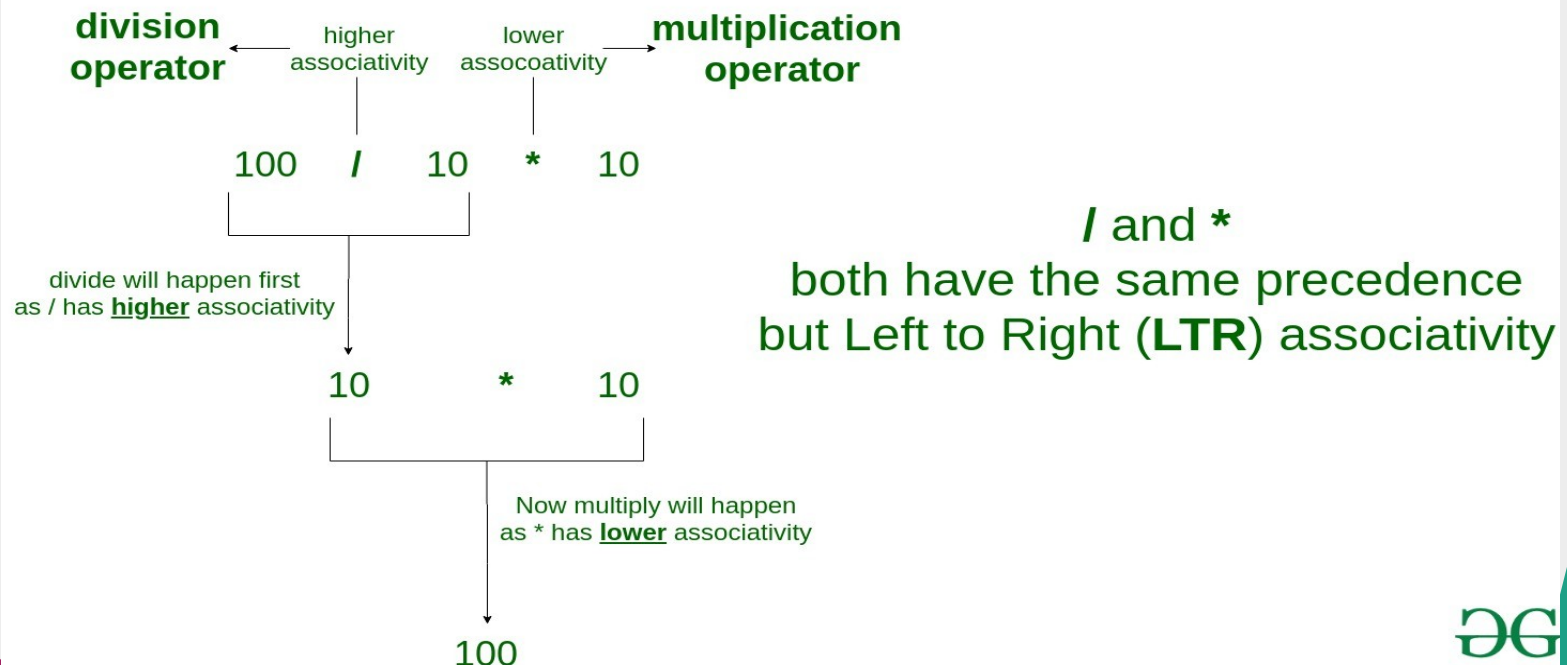 division
operator
higher
associativity
lower
assocoativity
multiplication
operator
100 / 10 * 10
/ and *
both have the same precedence
but Left to Right (LTR) associativity
divide will happen first
as / has higher associativity
10 * 10
Now multiply will happen
as * has lower associativity
100
GG